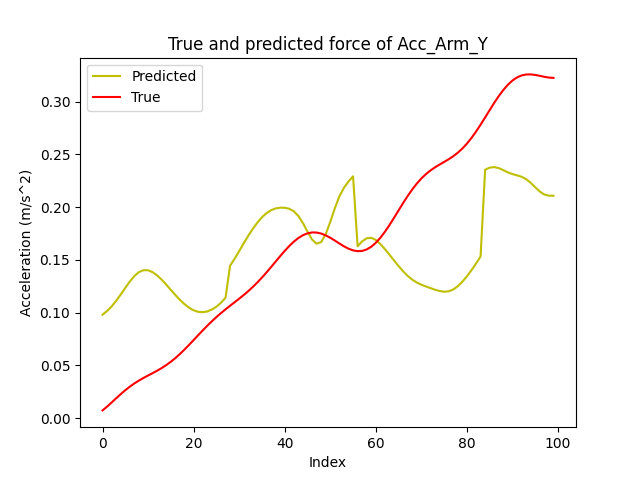 True and predicted force of Acc_Arm_Y
Predicted
True
0.30
0.25
0.20
0.15
0.10
0.05
0.00
Acceleration (m/s^2)
0 20 40 60 80 100
Index